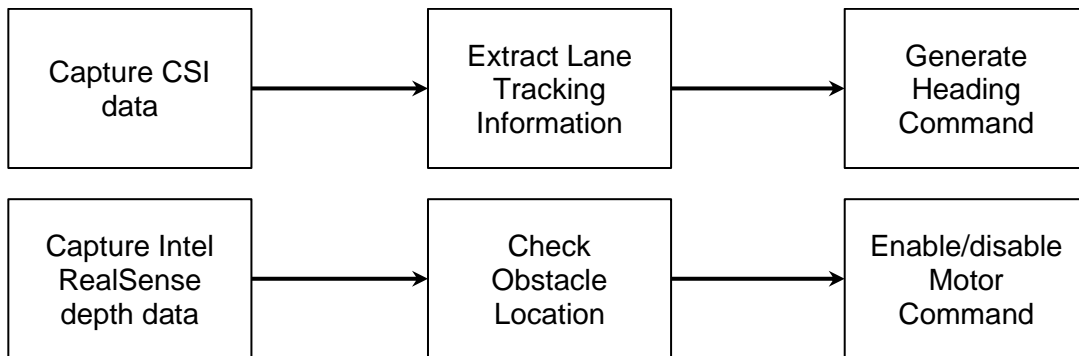 Capture CSI
data
Extract Lane
Tracking
Information
Generate
Heading
Command
Capture Intel
RealSense
depth data
Check
Obstacle
Location
Enable/disable
Motor
Command